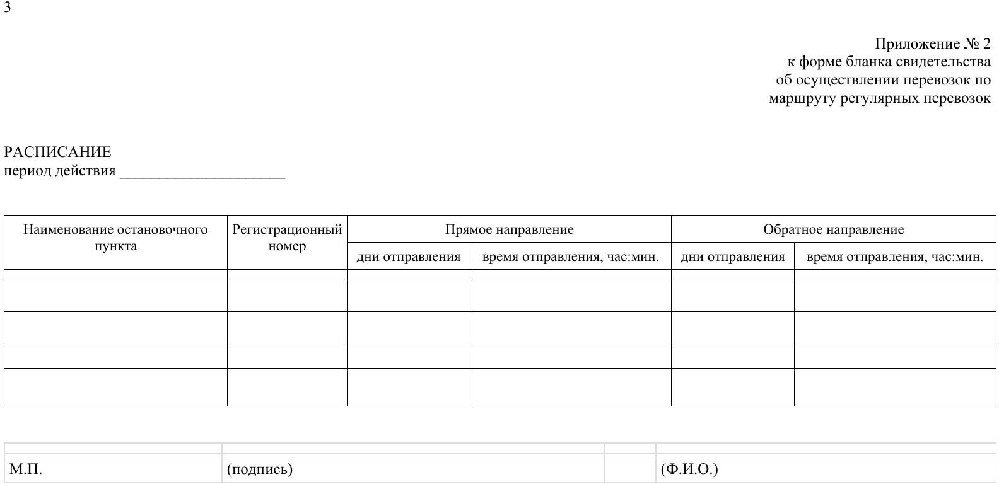 3
Приложение № 2
к форме бланка свидетельства
об осуществлении перевозок по
маршруту регулярных перевозок
РАСПИСАНИЕ
период действия _____________________
Наименование остановочного
пункта
Регистрационный
номер
Прямое направление
Обратное направление
дни отправления
время отправления, час:мин.
дни отправления
время отправления, час:мин.
М.П.
(подпись)
(Ф.И.О.)